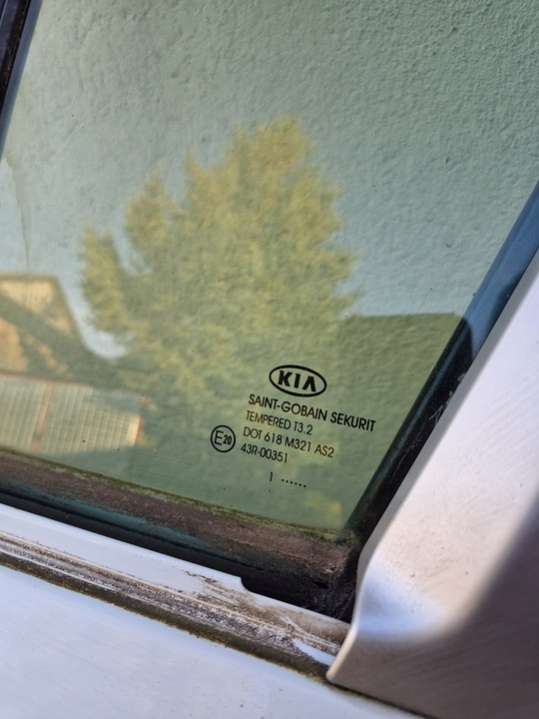 KIA
SAINT-GOBAIN SEKURIT
TEMPERED T3.2
DOT 618 M321 AS2
E20 43R-00351
1 ......